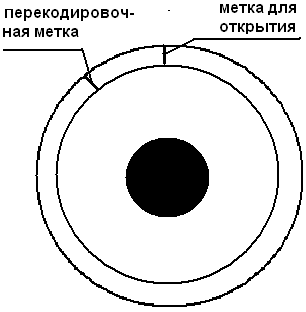 перекодировоч-
ная метка
метка для
открытия